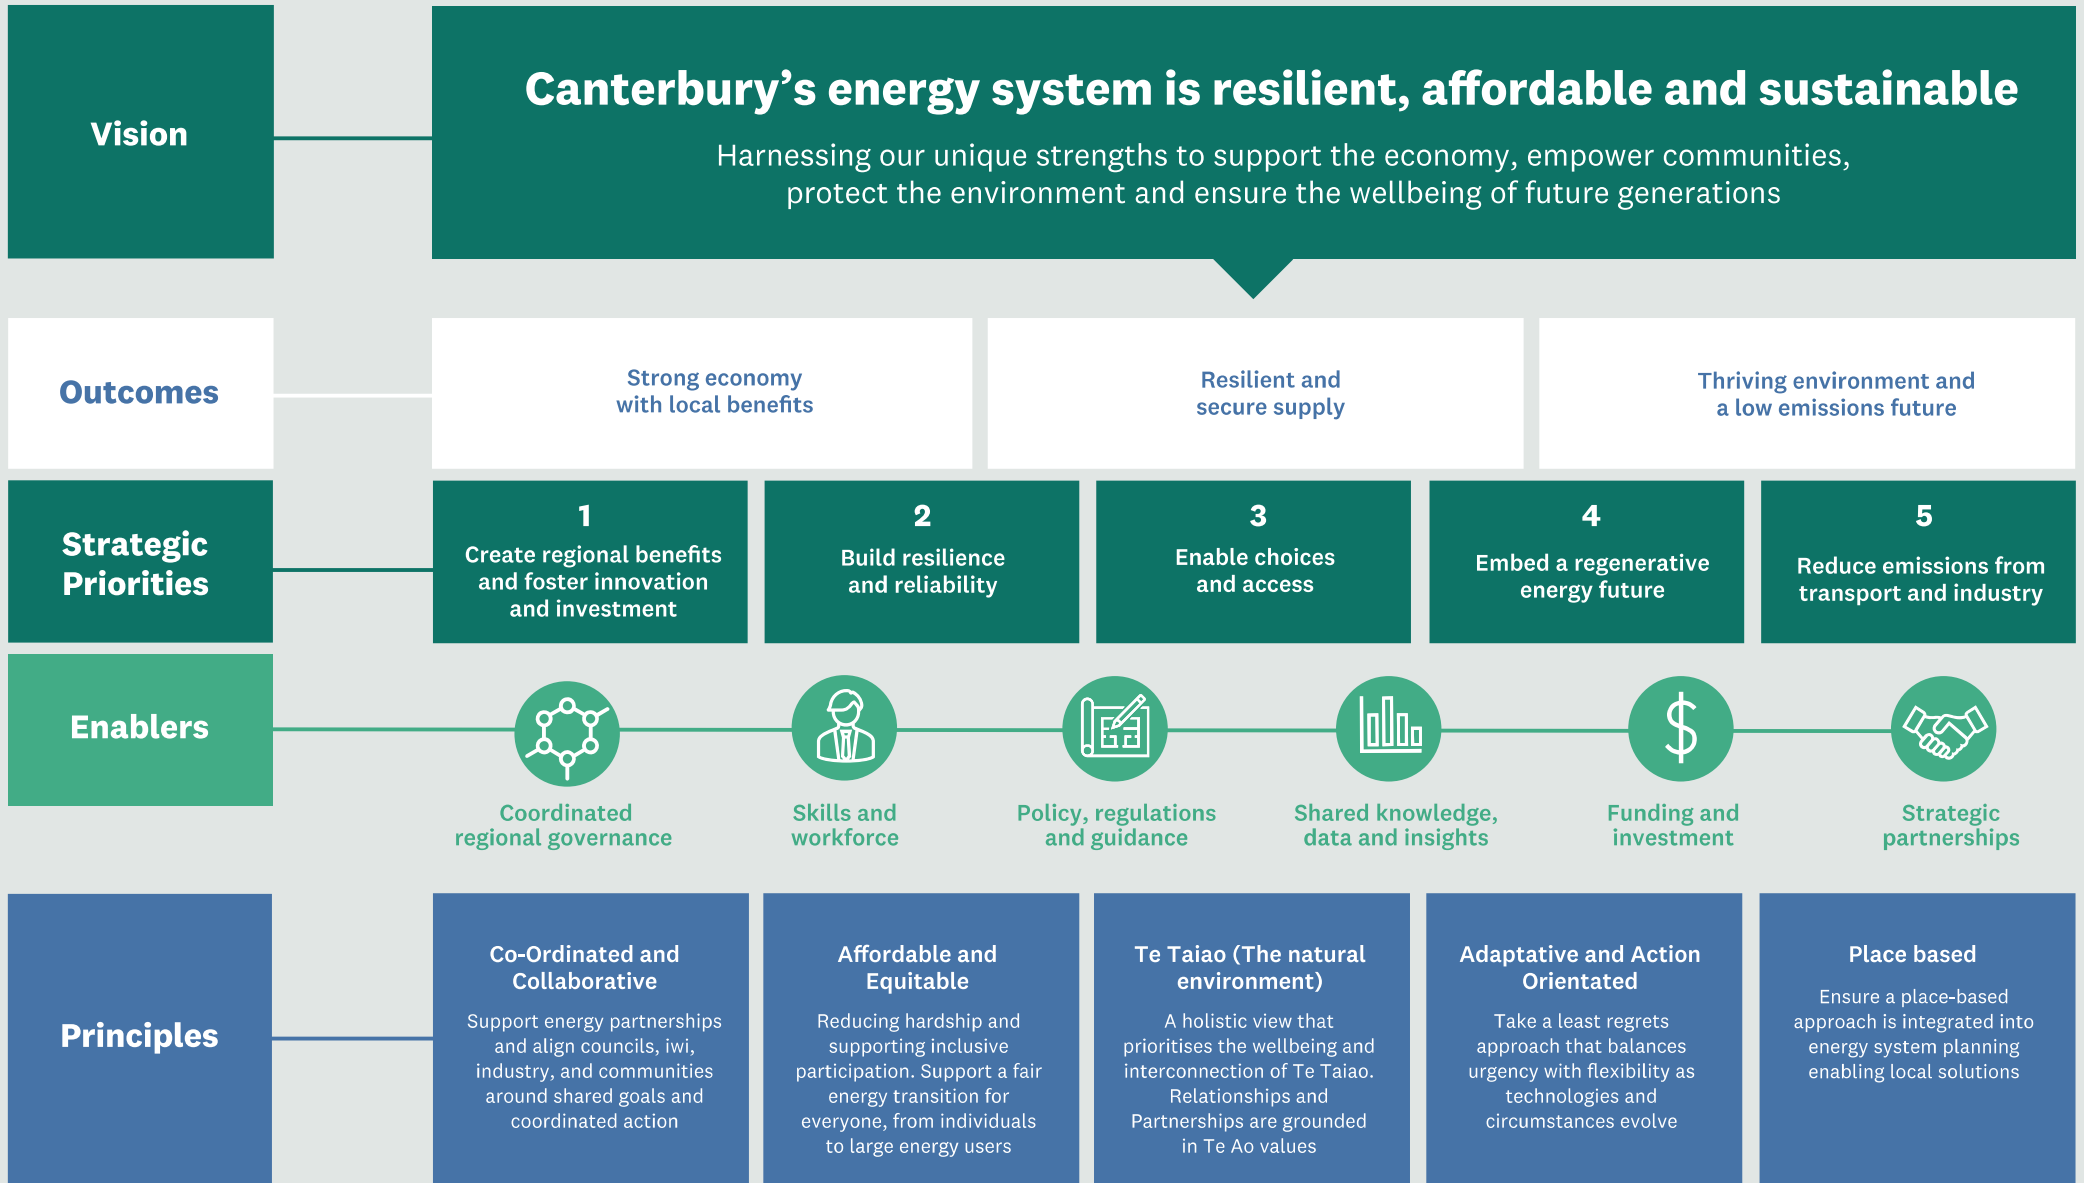 Vision
Canterbury’s energy system is resilient, affordable and sustainable
Harnessing our unique strengths to support the economy, empower communities,
protect the environment and ensure the wellbeing of future generations
Outcomes
Strong economy
with local benefits
Resilient and
secure supply
Thriving environment and
a low emissions future
Strategic
Priorities
1
Create regional benefits
and foster innovation
and investment
2
Build resilience
and reliability
3
Enable choices
and access
4
Embed a regenerative
energy future
5
Reduce emissions from
transport and industry
Enablers
Coordinated
regional governance
Skills and
workforce
Policy, regulations
and guidance
Shared knowledge,
data and insights
$
Funding and
investment
Strategic
partnerships
Principles
Co-Ordinated and
Collaborative
Support energy partnerships
and align councils, iwi,
industry, and communities
around shared goals and
coordinated action
Affordable and
Equitable
Reducing hardship and
supporting inclusive
participation. Support a fair
energy transition for
everyone, from individuals
to large energy users
Te Taiao (The natural
environment)
A holistic view that
prioritises the wellbeing and
interconnection of Te Taiao.
Relationships and
Partnerships are grounded
in Te Ao values
Adaptative and Action
Orientated
Take a least regrets
approach that balances
urgency with flexibility as
technologies and
circumstances evolve
Place based
Ensure a place-based
approach is integrated into
energy system planning
enabling local solutions